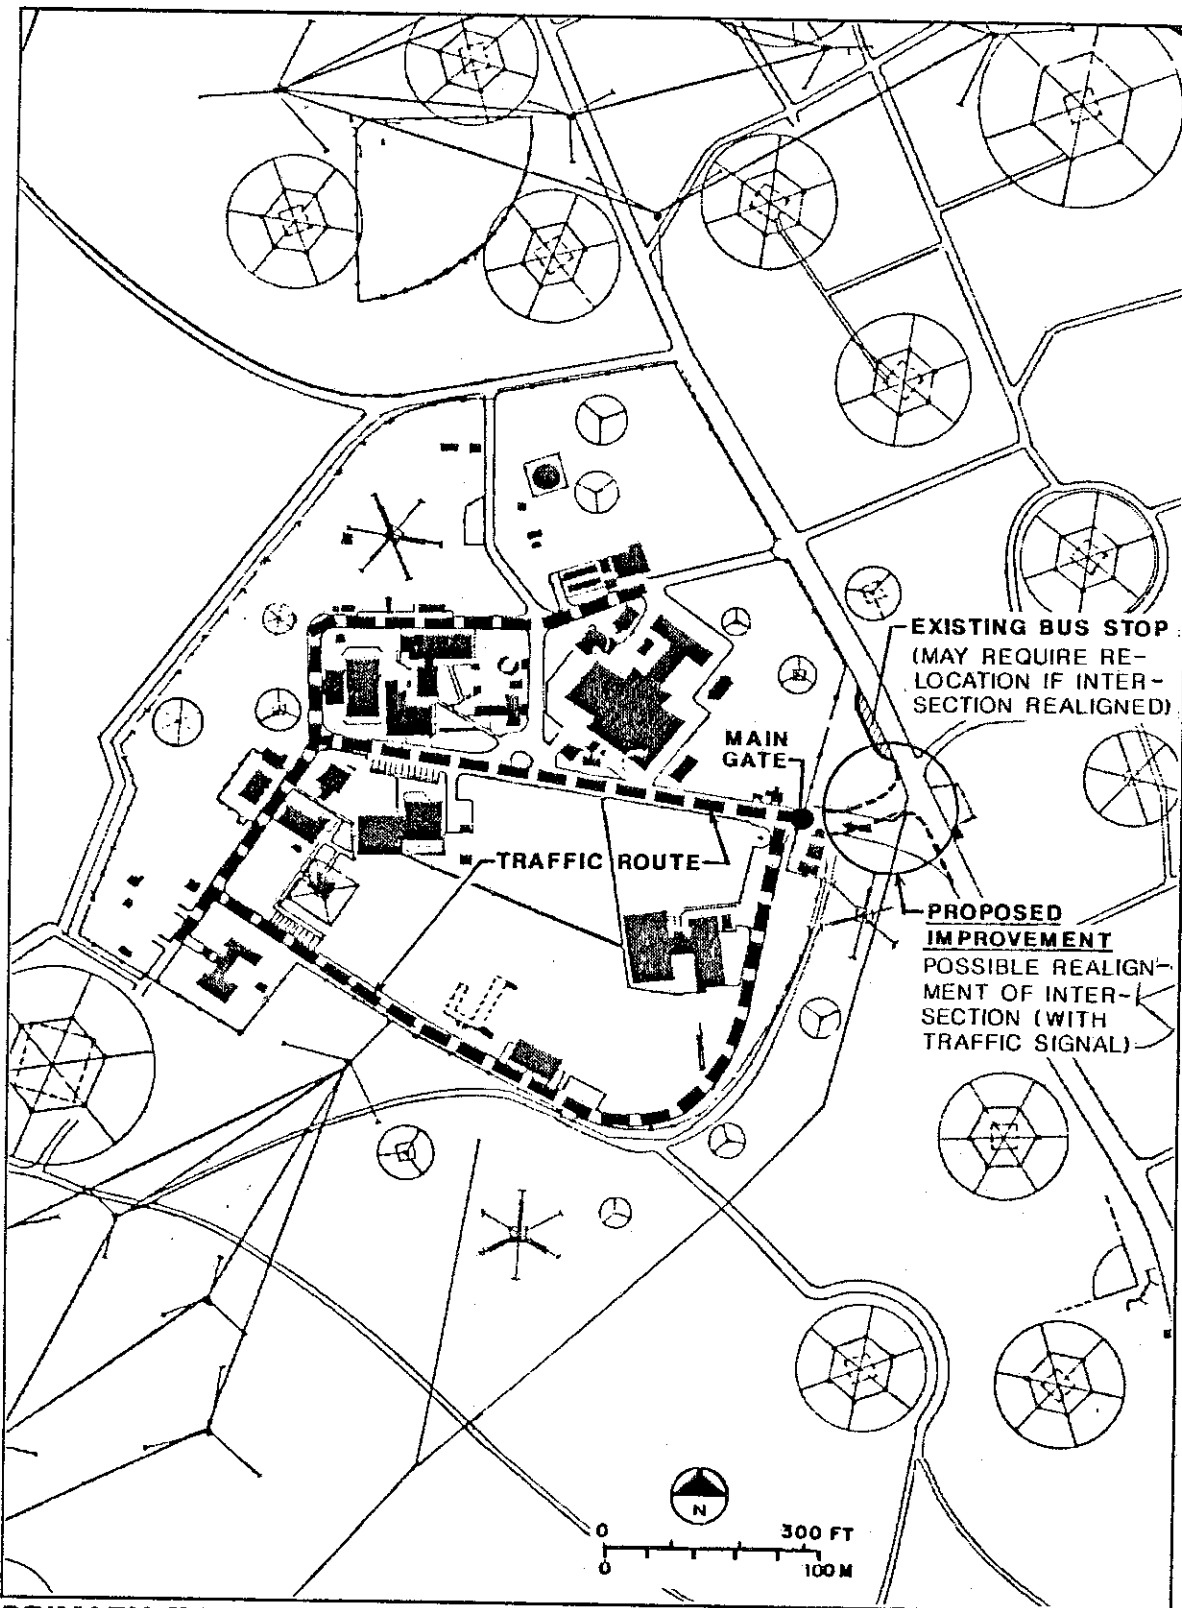 EXISTING BUS STOP
(MAY REQUIRE RE-
LOCATION IF INTER-
SECTION REALIGNED)
MAIN
GATE
TRAFFIC ROUTE
PROPOSED
IMPROVEMENT
POSSIBLE REALIGN-
MENT OF INTER-
SECTION (WITH
TRAFFIC SIGNAL)
N
0 300 FT
0 100 M